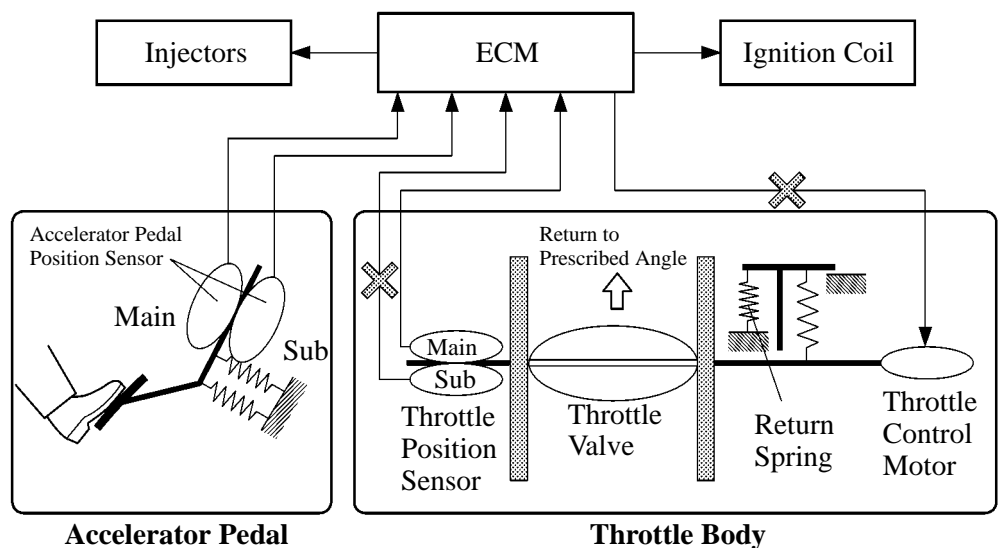 Injectors
ECM
Ignition Coil
Accelerator Pedal
Position Sensor
Main
Sub
Return to
Prescribed Angle
Main
Sub
Throttle
Position
Sensor
Throttle
Valve
Return
Spring
Throttle
Control
Motor
Accelerator Pedal
Throttle Body